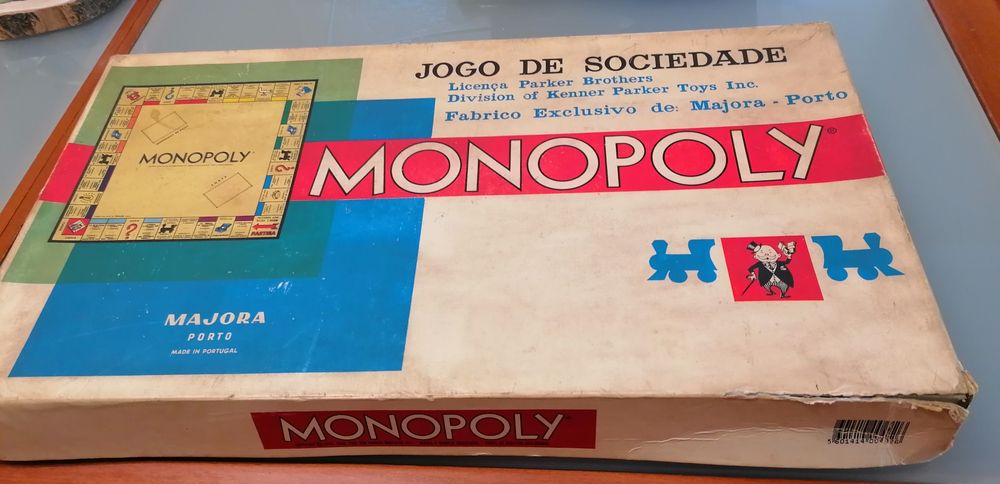 JOGO DE SOCIEDADE
Licença Parker Brothers
Division of Kenner Parker Toys Inc.
Fabrico Exclusivo de: Majora - Porto
MONOPOLY®
MONOPOLY
PARTIDA
MAJORA
PORTO
MADE IN PORTUGAL
MONOPOLY